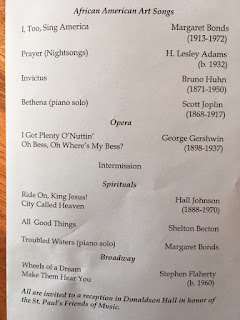 African American Art Songs
I, Too, Sing America Margaret Bonds
(1913-1972)
Prayer (Nightsongs) H. Lesley Adams
(b. 1932)
Invictus Bruno Huhn
(1871-1950)
Bethena (piano solo) Scott Joplin
(1868-1917)
Opera
I Got Plenty O'Nuttin' George Gershwin
Oh Bess, Oh Where's My Bess? (1898-1937)
Intermission
Spirituals
Ride On, King Jesus! Hall Johnson
City Called Heaven (1888-1970)
All Good Things Shelton Becton
Troubled Waters (piano solo) Margaret Bonds
Broadway
Wheels of a Dream Stephen Flaherty
Make Them Hear You (b. 1960)
All are invited to a reception in Donaldson Hall in honor of
the St. Paul's Friends of Music.